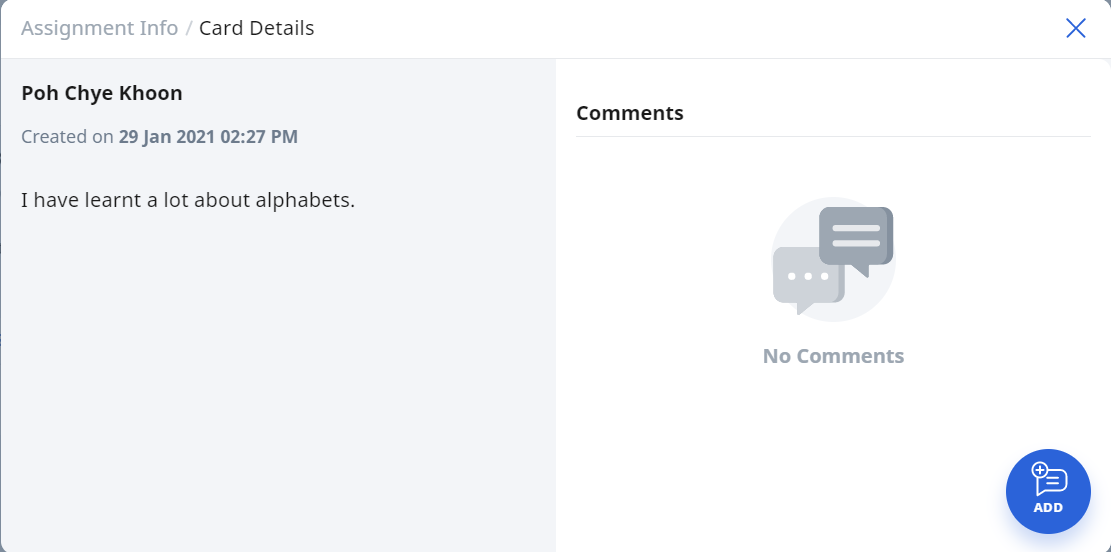 Assignment Info / Card Details
Poh Chye Khoon
Created on 29 Jan 2021 02:27 PM
I have learnt a lot about alphabets.
Comments
No Comments
ADD